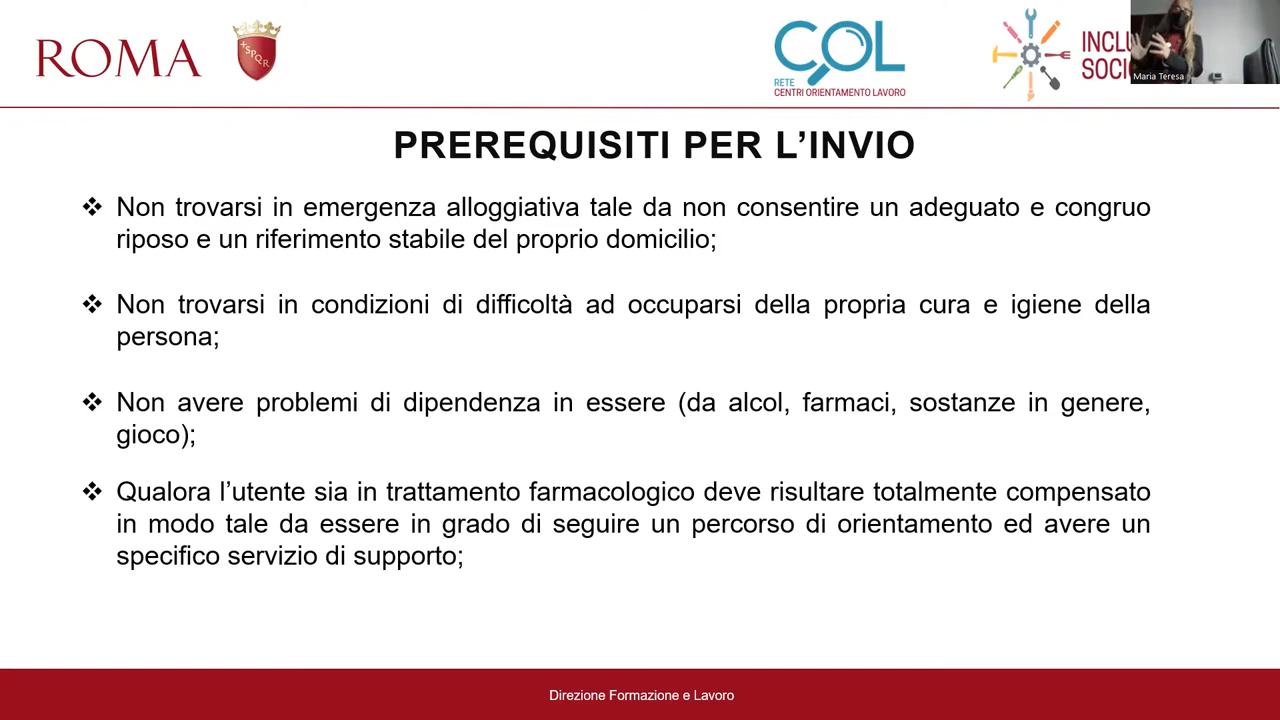 ROMA
SPQR
COL
RETE
CENTRI ORIENTAMENTO LAVORO
Maria Teresa
PREREQUISITI PER L’INVIO
❖ Non trovarsi in emergenza alloggiativa tale da non consentire un adeguato e congruo
riposo e un riferimento stabile del proprio domicilio;
❖ Non trovarsi in condizioni di difficoltà ad occuparsi della propria cura e igiene della
persona;
❖ Non avere problemi di dipendenza in essere (da alcol, farmaci, sostanze in genere,
gioco);
❖ Qualora l’utente sia in trattamento farmacologico deve risultare totalmente compensato
in modo tale da essere in grado di seguire un percorso di orientamento ed avere un
specifico servizio di supporto;
Direzione Formazione e Lavoro